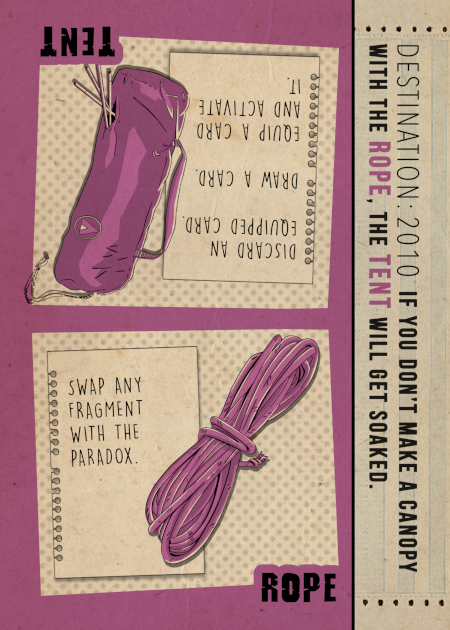 TENT
DISCARD AN
EQUIPPED CARD.
DRAW A CARD.
EQUIP A CARD
AND ACTIVATE
IT.
SWAP ANY
FRAGMENT
WITH THE
PARADOX.
ROPE
DESTINATION: 2010 IF YOU DON'T MAKE A CANOPY
WITH THE ROPE, THE TENT WILL GET SOAKED.